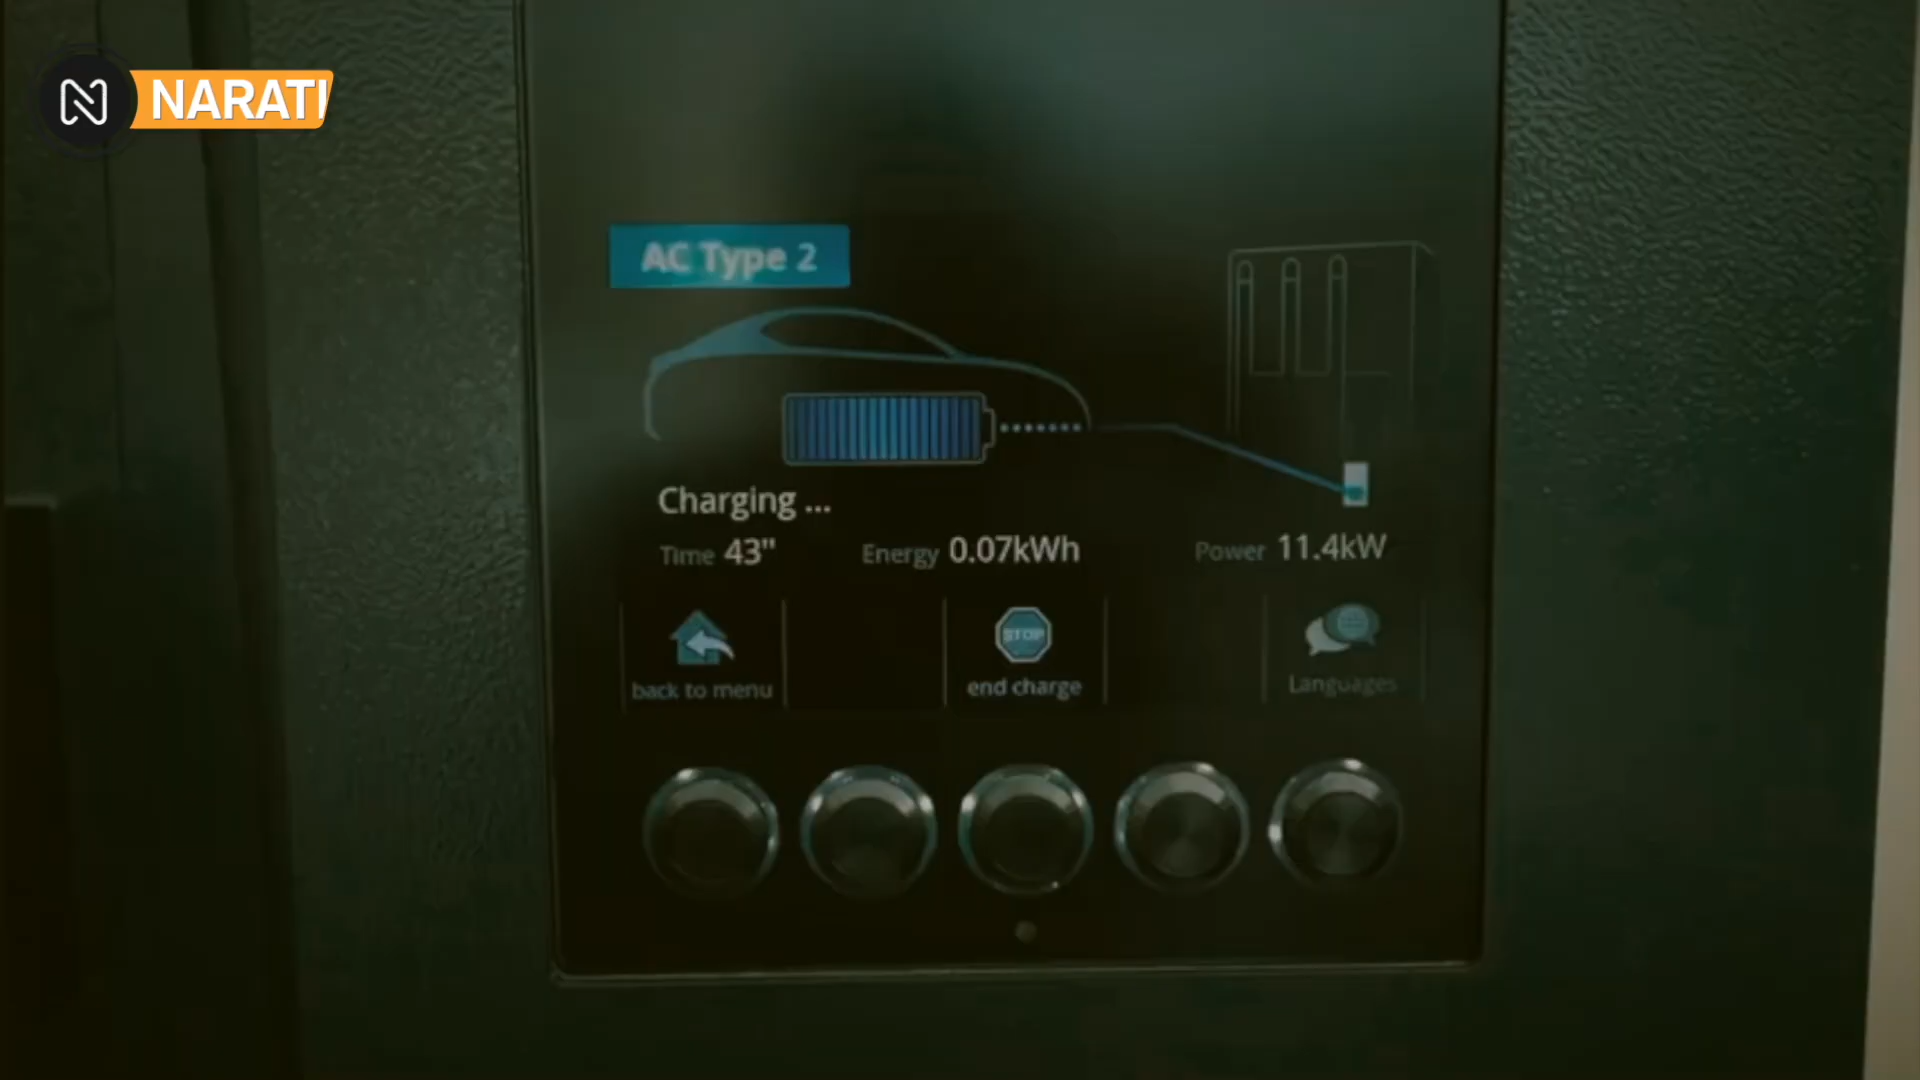 NARATI
AC Type 2
Charging ...
Time 43" Energy 0.07kWh Power 11.4kW
STOP
back to menu end charge Languages